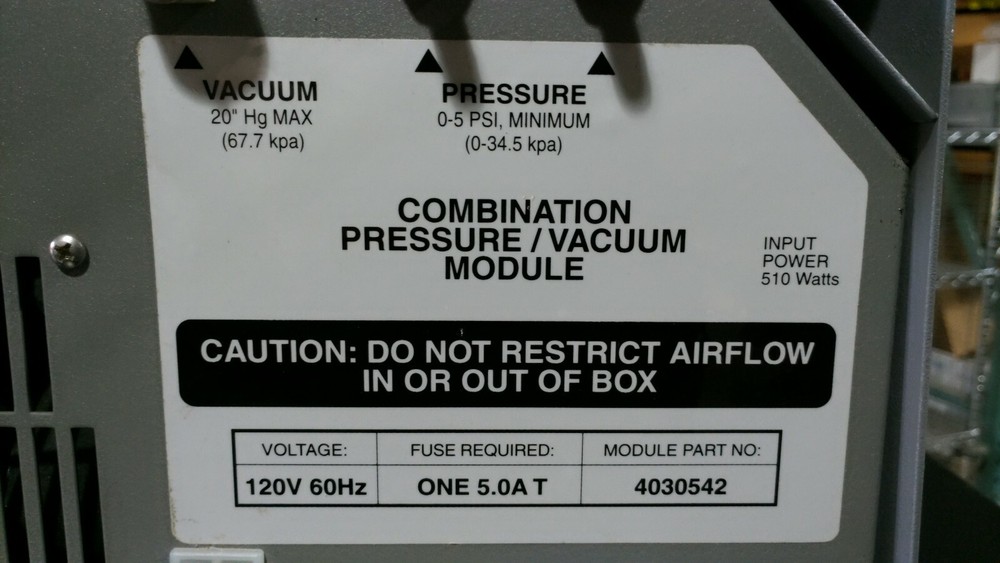 VACUUM
20" Hg MAX
(67.7 kpa)
PRESSURE
0-5 PSI, MINIMUM
(0-34.5 kpa)
COMBINATION
PRESSURE / VACUUM
MODULE
INPUT
POWER
510 Watts
CAUTION: DO NOT RESTRICT AIRFLOW
IN OR OUT OF BOX
VOLTAGE: FUSE REQUIRED: MODULE PART NO:
120V 60Hz ONE 5.0A T 4030542